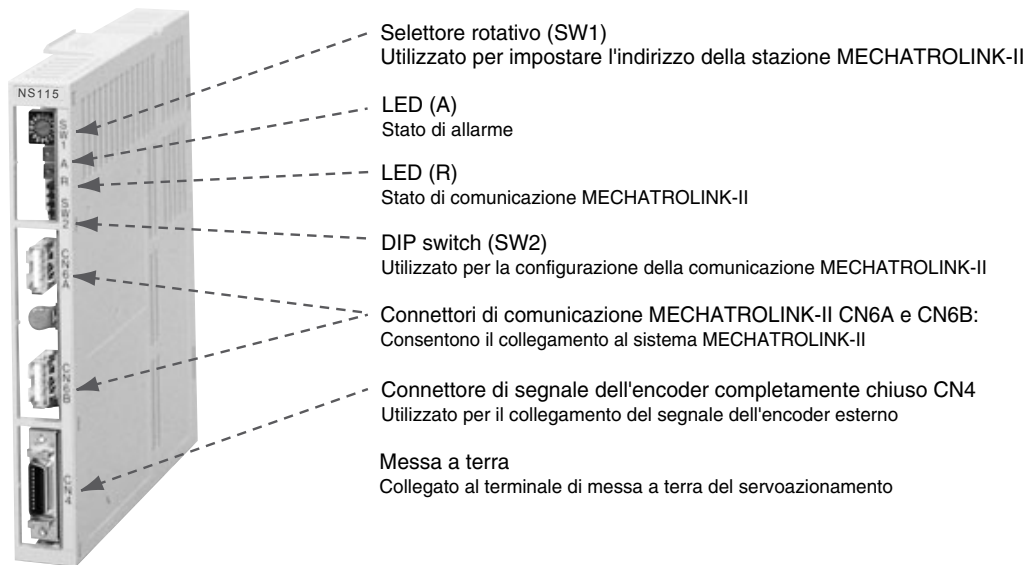 Selettore rotativo (SW1)
Utilizzato per impostare l'indirizzo della stazione MECHATROLINK-II
NS115
SW1
LED (A)
Stato di allarme
A
LED (R)
Stato di comunicazione MECHATROLINK-II
R
SW2
DIP switch (SW2)
Utilizzato per la configurazione della comunicazione MECHATROLINK-II
CN6A
Connettori di comunicazione MECHATROLINK-II CN6A e CN6B:
Consentono il collegamento al sistema MECHATROLINK-II
CN6B
Connettore di segnale dell'encoder completamente chiuso CN4
Utilizzato per il collegamento del segnale dell'encoder esterno
CN4
Messa a terra
Collegato al terminale di messa a terra del servoazionamento